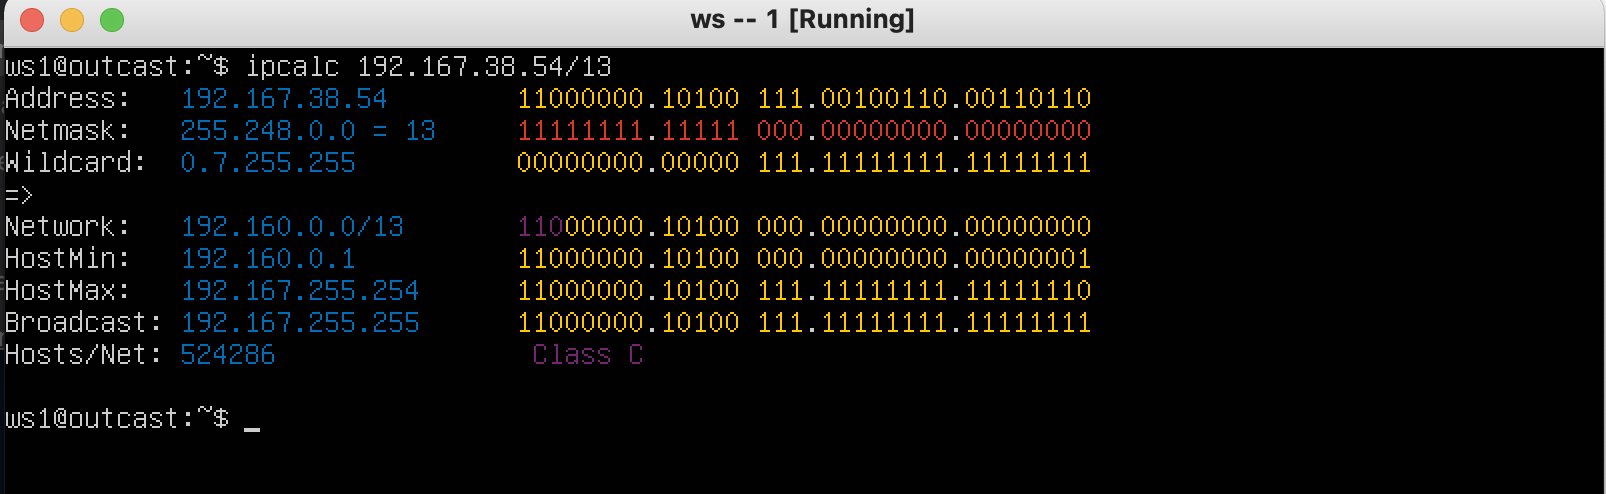 ws -- 1 [Running]
ws1@outcast:~$ ipcalc 192.167.38.54/13
Address:   192.167.38.54        11000000.10100 111.00100110.00110110
Netmask:   255.248.0.0 = 13     11111111.11111 000.00000000.00000000
Wildcard:  0.7.255.255          00000000.00000 111.11111111.11111111
=>
Network:   192.160.0.0/13       11000000.10100 000.00000000.00000000
HostMin:   192.160.0.1          11000000.10100 000.00000000.00000001
HostMax:   192.167.255.254      11000000.10100 111.11111111.11111110
Broadcast: 192.167.255.255      11000000.10100 111.11111111.11111111
Hosts/Net: 524286                Class C
ws1@outcast:~$ _